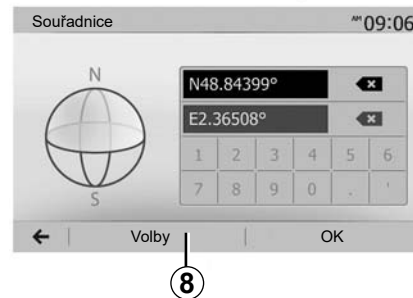 Souřadnice AM 09:06
N
N48.84399°
E2.36508°
1 2 3 4 5 6
S
7 8 9 0 . '
Volby OK
8